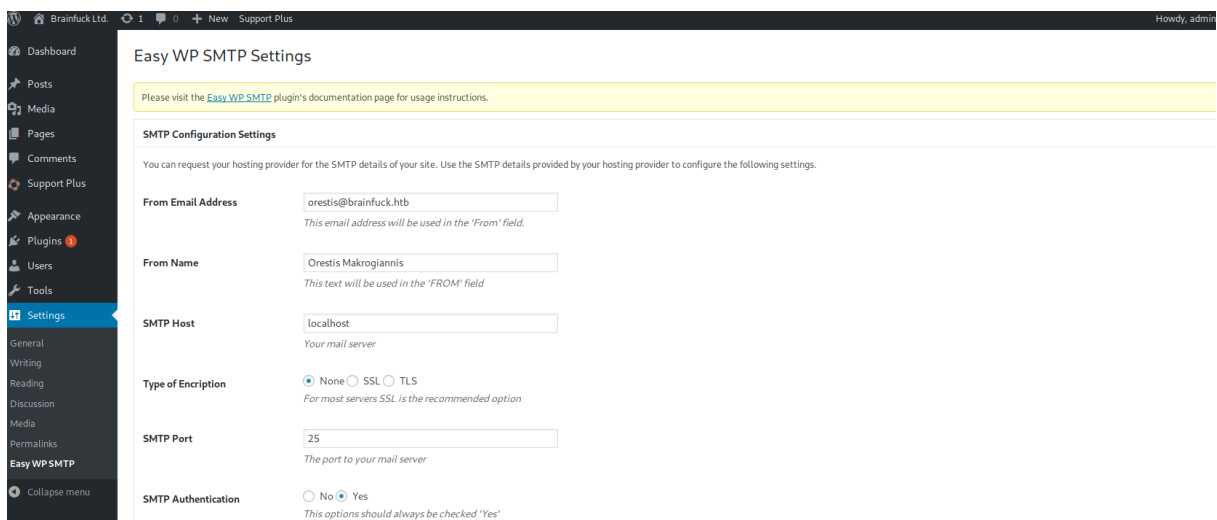 Brainfuck Ltd. 1 0 + New Support Plus Howdy, admin
Dashboard
Posts
Media
Pages
Comments
Support Plus
Appearance
Plugins 1
Users
Tools
Settings
General
Writing
Reading
Discussion
Media
Permalinks
Easy WP SMTP
Collapse menu
Easy WP SMTP Settings
Please visit the Easy WP SMTP plugin's documentation page for usage instructions.
SMTP Configuration Settings
You can request your hosting provider for the SMTP details of your site. Use the SMTP details provided by your hosting provider to configure the following settings.
From Email Address orestis@brainfuck.htb
This email address will be used in the 'From' field.
From Name Orestis Makrogiannis
This text will be used in the 'FROM' field
SMTP Host localhost
Your mail server
Type of Encription None SSL TLS
For most servers SSL is the recommended option
SMTP Port 25
The port to your mail server
SMTP Authentication No Yes
This options should always be checked 'Yes'